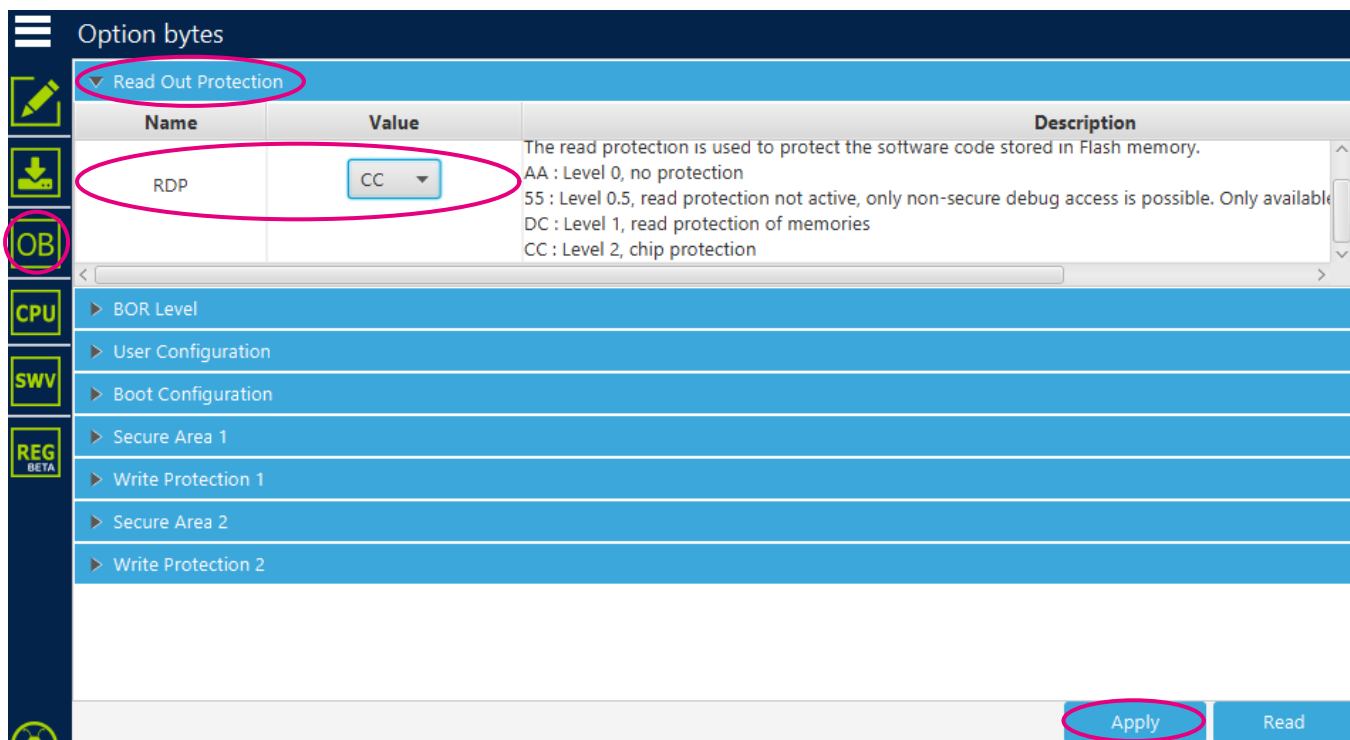 Option bytes
Read Out Protection
Name Value Description
The read protection is used to protect the software code stored in Flash memory.
AA : Level 0, no protection
RDP CC
55 : Level 0.5, read protection not active, only non-secure debug access is possible. Only available
DC : Level 1, read protection of memories
CC : Level 2, chip protection
OB
CPU
BOR Level
User Configuration
SWV
Boot Configuration
Secure Area 1
REG
BETA
Write Protection 1
Secure Area 2
Write Protection 2
Apply Read